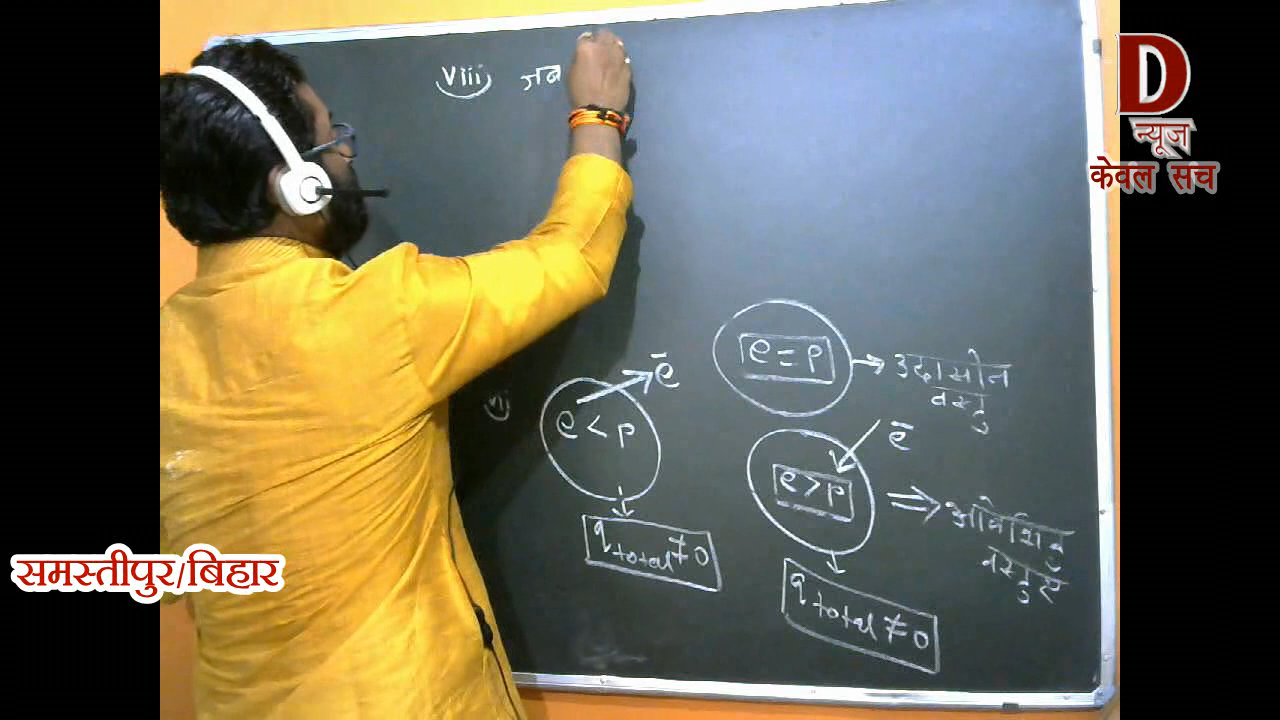 viii) जब
D
न्यूज
केवल सच
e = p → उदासीन
वस्तु
ē
e < p
q total ≠ 0
ē
e > p ⇒ आवेशित
वस्तुएं
q total ≠ 0
समस्तीपुर/बिहार